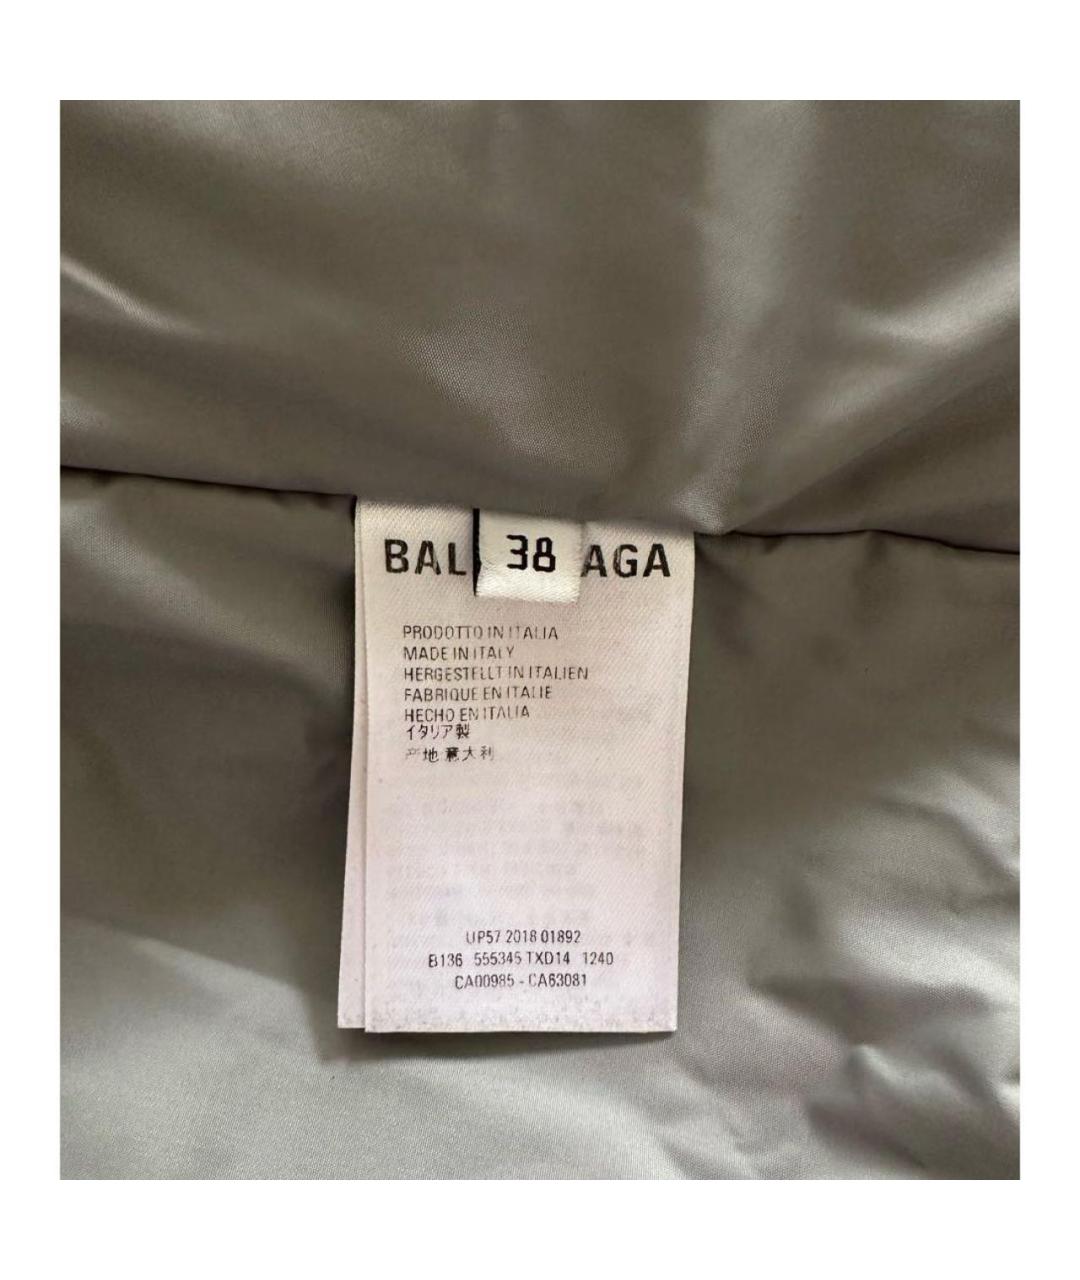 BAL 38 AGA
PRODOTTO IN ITALIA
MADE IN ITALY
HERGESTELLT IN ITALIEN
FABRIQUE EN ITALIE
HECHO EN ITALIA
イタリア製
产地意大利
UP57 2018 01892
B136 555345 TXD14 1240
CA00985 - CA63081